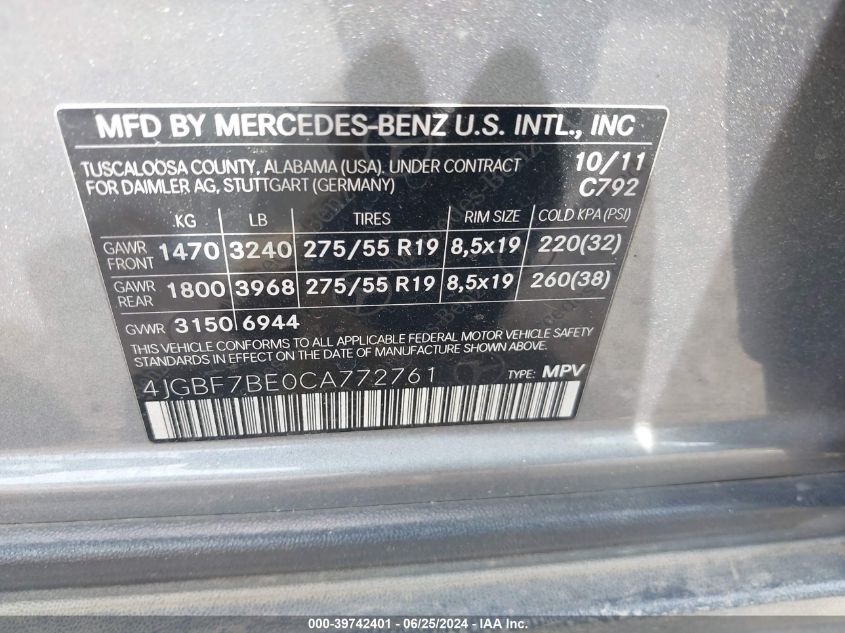 MFD BY MERCEDES-BENZ U.S. INTL., INC
TUSCALOOSA COUNTY, ALABAMA (USA). UNDER CONTRACT 10/11
FOR DAIMLER AG, STUTTGART (GERMANY) C792
KG LB TIRES RIM SIZE COLD KPA (PSI)
GAWR FRONT 1470 3240 275/55 R19 8,5x19 220(32)
GAWR REAR 1800 3968 275/55 R19 8,5x19 260(38)
GVWR 3150 6944
THIS VEHICLE CONFORMS TO ALL APPLICABLE FEDERAL MOTOR VEHICLE SAFETY
STANDARDS IN EFFECT ON THE DATE OF MANUFACTURE SHOWN ABOVE.
4JGBF7BE0CA772761 TYPE: MPV
000-39742401 - 06/25/2024 - IAA Inc.